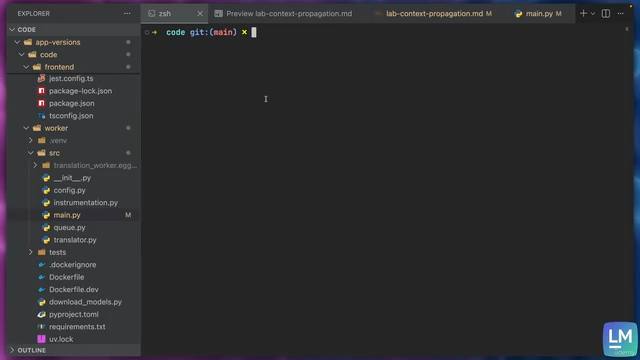 EXPLORER
zsh
Preview lab-context-propagation.md
lab-context-propagation.md M
main.py M
CODE
app-versions
code
frontend
jest.config.ts
package-lock.json
package.json
tsconfig.json
worker
.venv
src
translation_worker.egg...
__init__.py
config.py
instrumentation.py
main.py M
queue.py
translator.py
tests
.dockerignore
Dockerfile
Dockerfile.dev
download_models.py
pyproject.toml
requirements.txt
uv.lock
OUTLINE
code git:(main) ×
LM
udemy